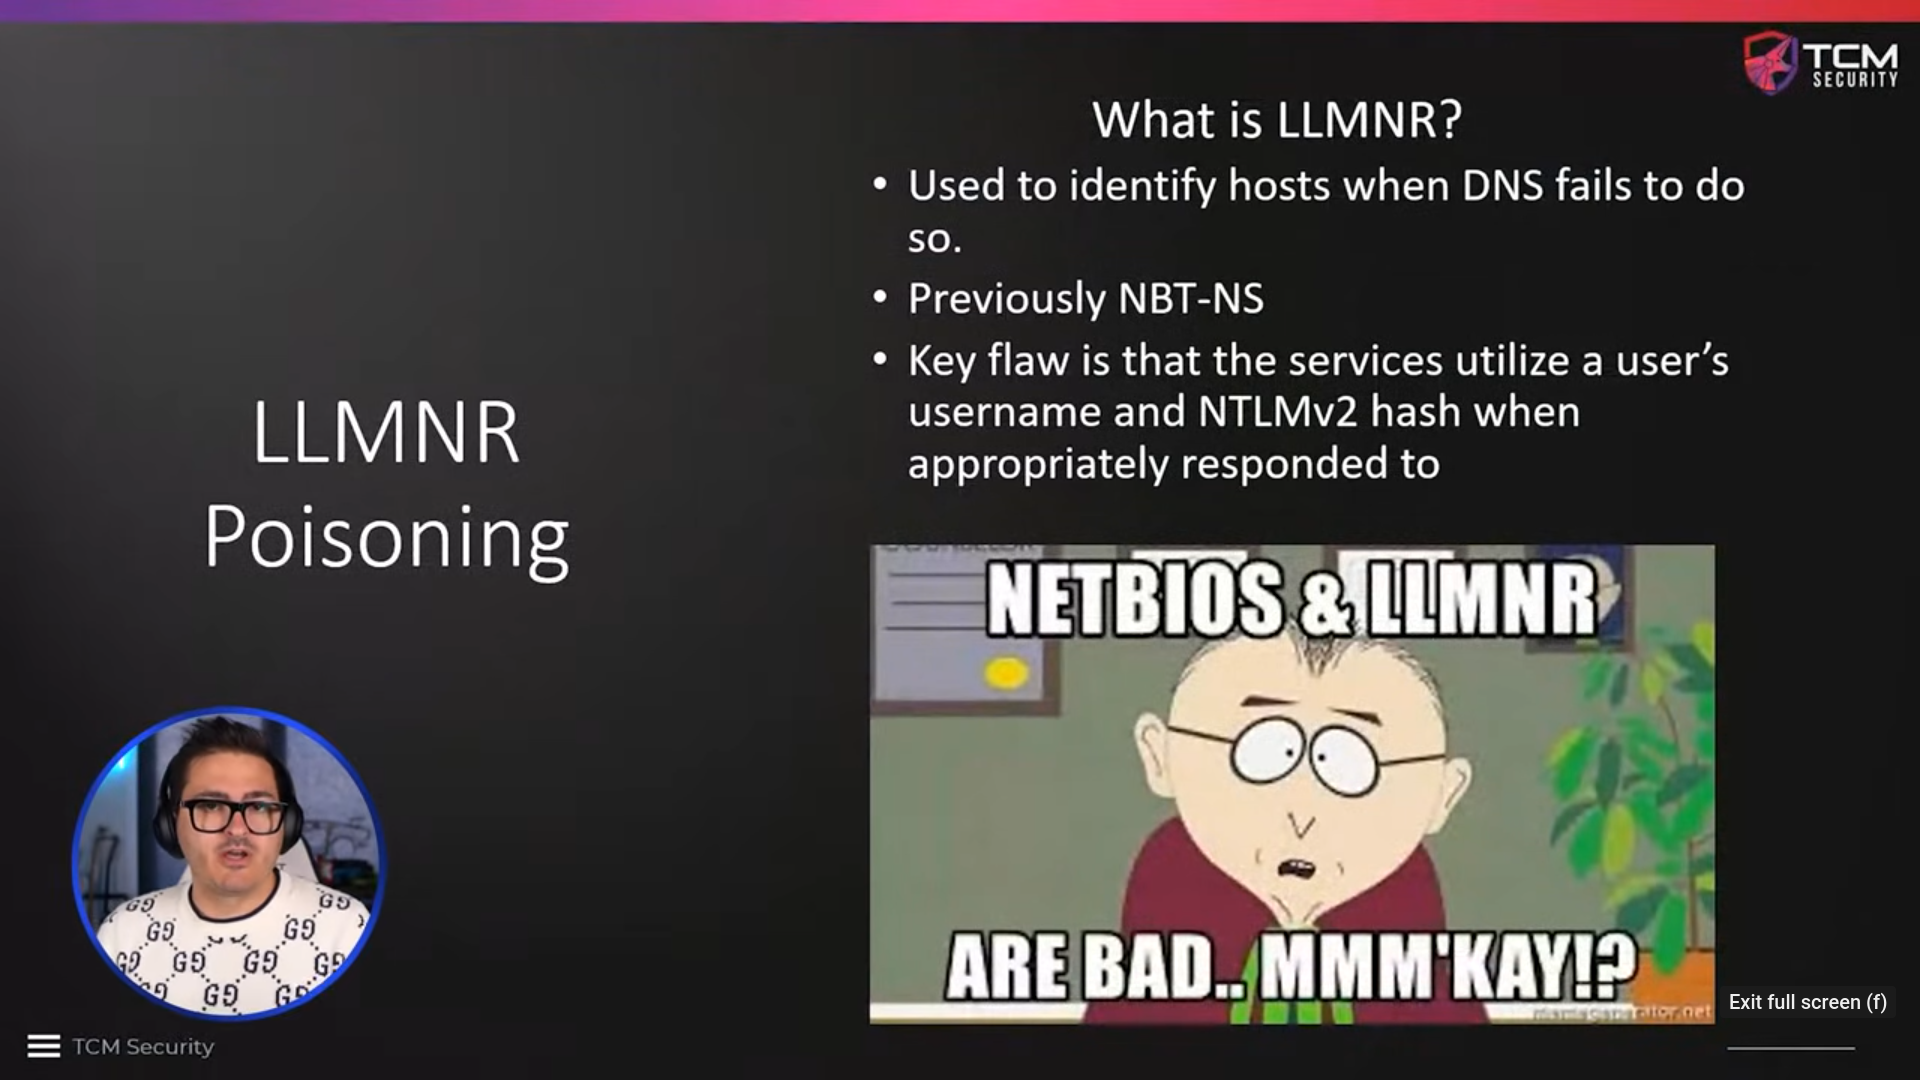 TCM
SECURITY
What is LLMNR?
• Used to identify hosts when DNS fails to do
so.
• Previously NBT-NS
• Key flaw is that the services utilize a user’s
username and NTLMv2 hash when
appropriately responded to
LLMNR
Poisoning
NETBIOS & LLMNR
ARE BAD.. MMM'KAY!?
Exit full screen (f)
TCM Security